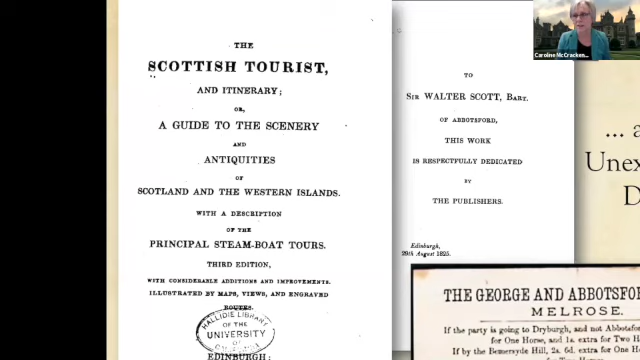 THE
SCOTTISH TOURIST,
AND ITINERARY;
OR,
A GUIDE TO THE SCENERY
AND
ANTIQUITIES
OF
SCOTLAND AND THE WESTERN ISLANDS.
WITH A DESCRIPTION
OF THE
PRINCIPAL STEAM-BOAT TOURS.
THIRD EDITION,
WITH CONSIDERABLE ADDITIONS AND IMPROVEMENTS.
ILLUSTRATED BY MAPS, VIEWS, AND ENGRAVED
ROUTES.
HALLIDIE LIBRARY
OF THE
UNIVERSITY
OF
EDINBURGH:
TO
SIR WALTER SCOTT, BART.
OF ABBOTSFORD,
THIS WORK
IS RESPECTFULLY DEDICATED
BY
THE PUBLISHERS.
Edinburgh,
29th August 1825.
Caroline McCracken...
... a
Unex
D
THE GEORGE AND ABBOTSFO
MELROSE.
If the party is going to Dryburgh, and not Abbotsfor
for One Horse, and 1s. extra for Two H
If by the Bemersyde Hill, 2s. 6d. extra for One H